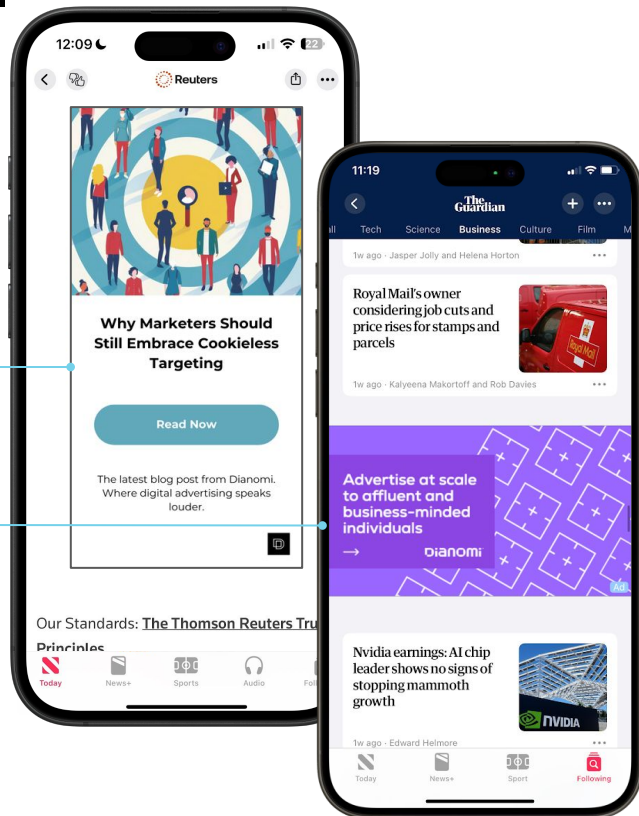 12:09
22
Reuters
Why Marketers Should
Still Embrace Cookieless
Targeting
Read Now
The latest blog post from Dianomi.
Where digital advertising speaks
louder.
Our Standards: The Thomson Reuters Tru
Principles
Today
News+
Sports
Audio
Foll
11:19
The
Guardian
all
Tech
Science
Business
Culture
Film
M
1w ago · Jasper Jolly and Helena Horton
Royal Mail's owner
considering job cuts and
price rises for stamps and
parcels
Royal Mail
1w ago · Kalyeena Makortoff and Rob Davies
Advertise at scale
to affluent and
business-minded
individuals
DIANOMI
Ad
Nvidia earnings: AI chip
leader shows no signs of
stopping mammoth
growth
NVIDIA
1w ago · Edward Helmore
Today
News+
Sport
Following